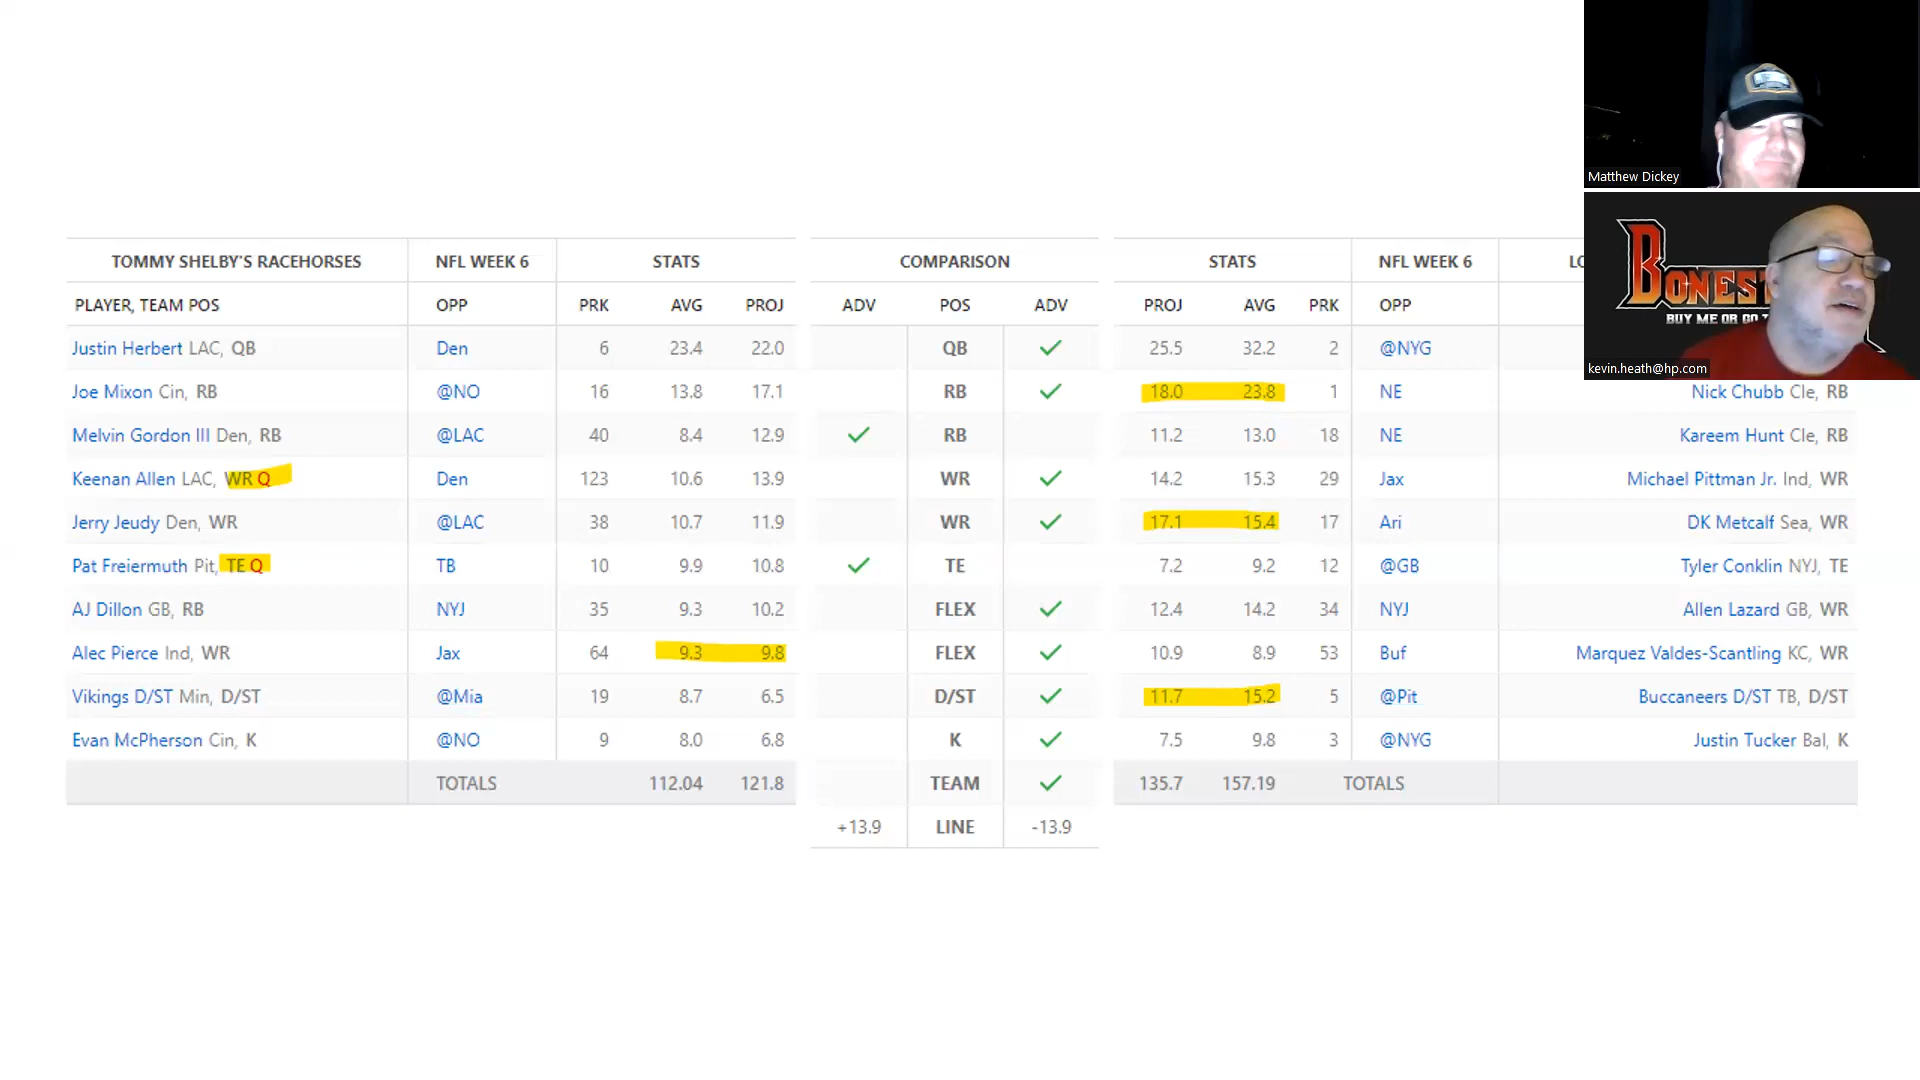 Matthew Dickey
BONES
BUY ME OR GO
kevin.heath@hp.com
TOMMY SHELBY'S RACEHORSES NFL WEEK 6 STATS COMPARISON STATS NFL WEEK 6 LO
PLAYER, TEAM POS OPP PRK AVG PROJ ADV POS ADV PROJ AVG PRK OPP
Justin Herbert LAC, QB Den 6 23.4 22.0 QB ✓ 25.5 32.2 2 @NYG
Joe Mixon Cin, RB @NO 16 13.8 17.1 RB ✓ 18.0 23.8 1 NE Nick Chubb Cle, RB
Melvin Gordon III Den, RB @LAC 40 8.4 12.9 ✓ RB 11.2 13.0 18 NE Kareem Hunt Cle, RB
Keenan Allen LAC, WR Q Den 123 10.6 13.9 WR ✓ 14.2 15.3 29 Jax Michael Pittman Jr. Ind, WR
Jerry Jeudy Den, WR @LAC 38 10.7 11.9 WR ✓ 17.1 15.4 17 Ari DK Metcalf Sea, WR
Pat Freiermuth Pit, TE Q TB 10 9.9 10.8 ✓ TE 7.2 9.2 12 @GB Tyler Conklin NYJ, TE
AJ Dillon GB, RB NYJ 35 9.3 10.2 FLEX ✓ 12.4 14.2 34 NYJ Allen Lazard GB, WR
Alec Pierce Ind, WR Jax 64 9.3 9.8 FLEX ✓ 10.9 8.9 53 Buf Marquez Valdes-Scantling KC, WR
Vikings D/ST Min, D/ST @Mia 19 8.7 6.5 D/ST ✓ 11.7 15.2 5 @Pit Buccaneers D/ST TB, D/ST
Evan McPherson Cin, K @NO 9 8.0 6.8 K ✓ 7.5 9.8 3 @NYG Justin Tucker Bal, K
TOTALS 112.04 121.8 TEAM ✓ 135.7 157.19 TOTALS
+13.9 LINE -13.9